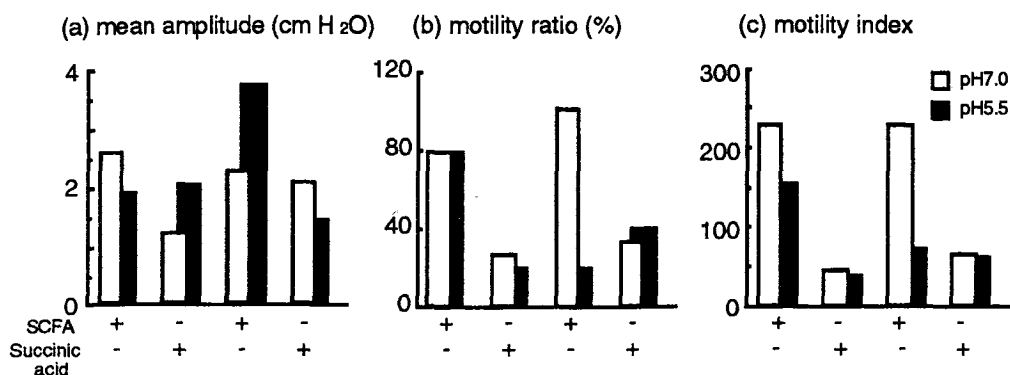 (a) mean amplitude (cm H2O)
(b) motility ratio (%)
(c) motility index
4
2
0
120
80
40
0
300
200
100
0
pH7.0
pH5.5
SCFA + - + - + - + - + - + -
Succinic acid - + - + - + - + - + - +